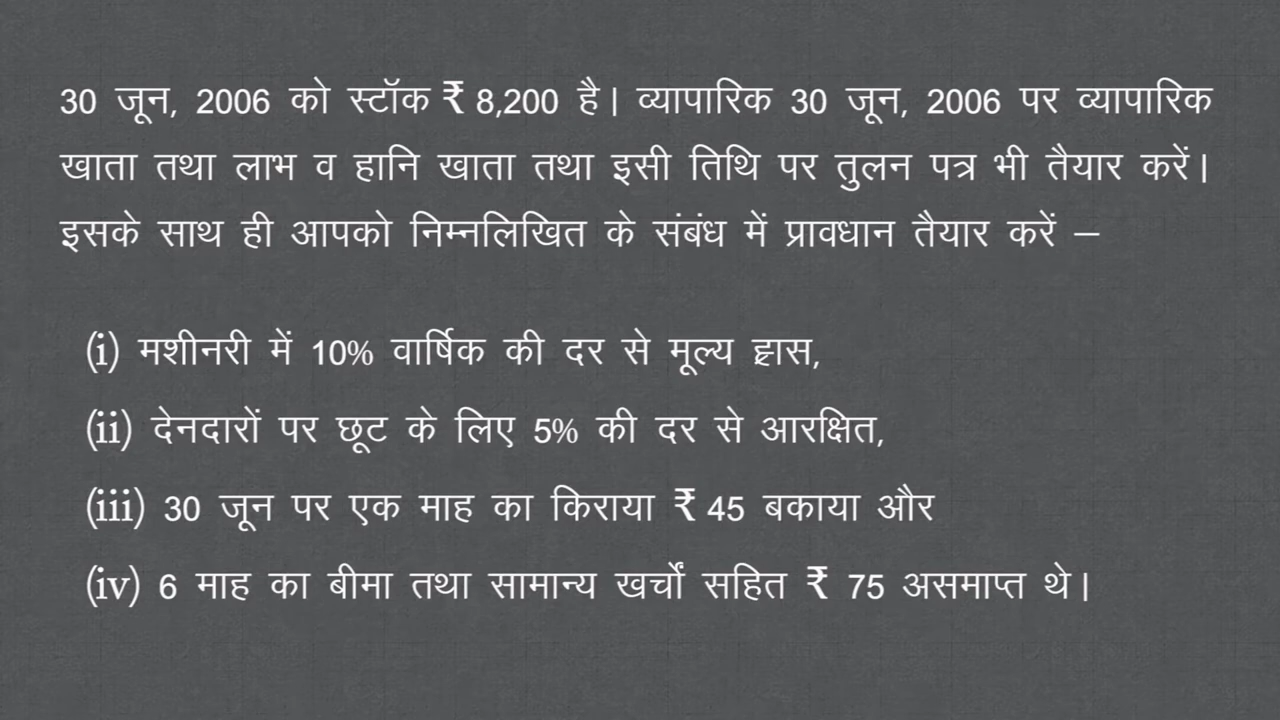 30 जून, 2006 को स्टॉक ₹ 8,200 है। व्यापारिक 30 जून, 2006 पर व्यापारिक
खाता तथा लाभ व हानि खाता तथा इसी तिथि पर तुलन पत्र भी तैयार करें।
इसके साथ ही आपको निम्नलिखित के संबंध में प्रावधान तैयार करें –
(i) मशीनरी में 10% वार्षिक की दर से मूल्य ह्रास,
(ii) देनदारों पर छूट के लिए 5% की दर से आरक्षित,
(iii) 30 जून पर एक माह का किराया ₹ 45 बकाया और
(iv) 6 माह का बीमा तथा सामान्य खर्चों सहित ₹ 75 असमाप्त थे।